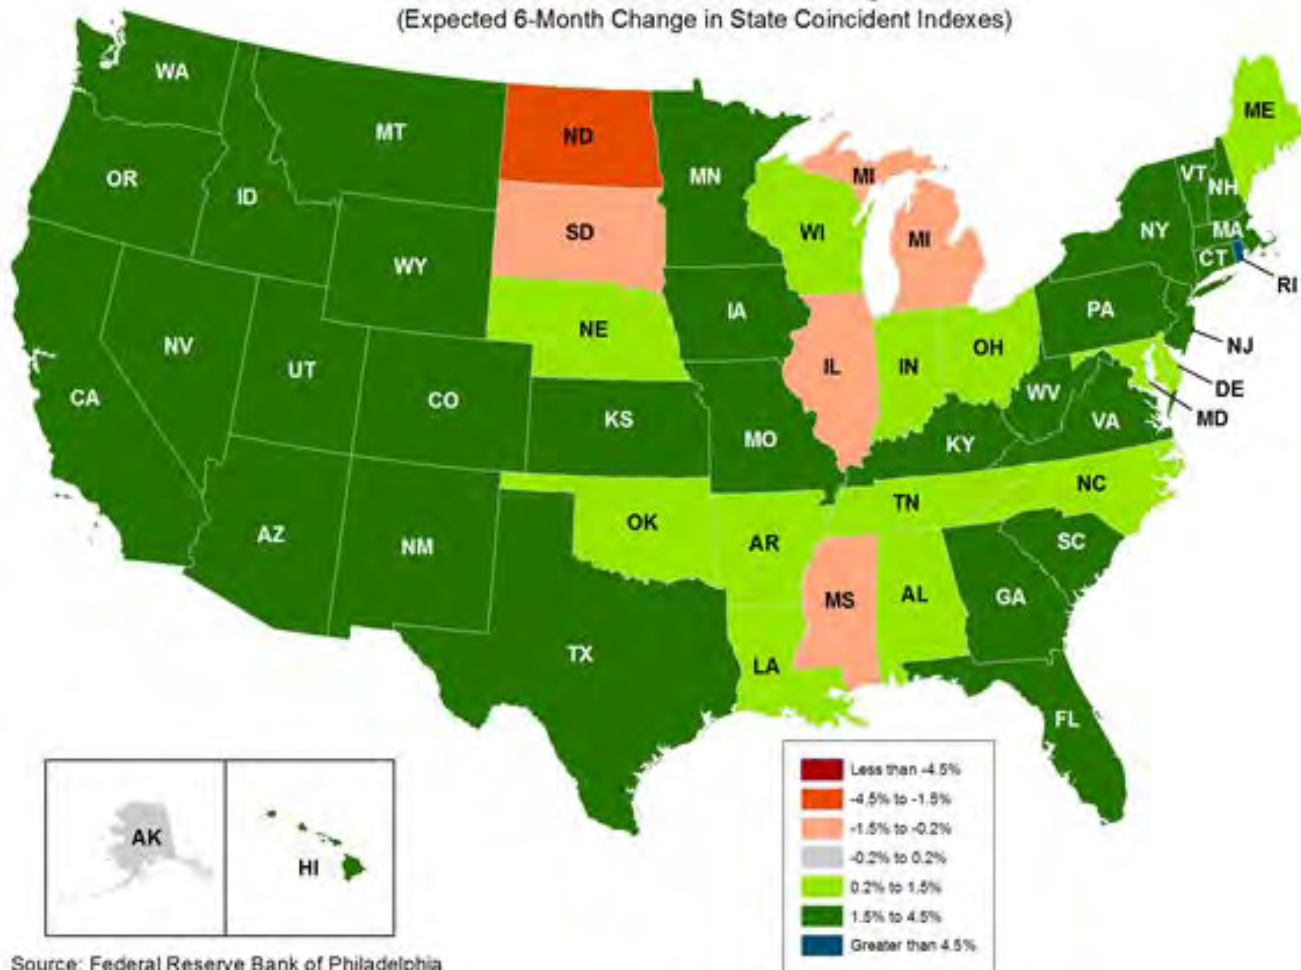 (Expected 6-Month Change in State Coincident Indexes)
WA
ME
MT
ND
VT
OR
MN
MI
NH
ID
NY
MA
SD
WI
MI
CT
WY
RI
IA
PA
NE
NV
OH
NJ
UT
IL
IN
DE
CA
CO
WV
MD
KS
VA
MO
KY
NC
TN
OK
AZ
AR
SC
NM
MS
AL
GA
TX
LA
FL
AK
HI
Less than -4.5%
-4.5% to -1.5%
-1.5% to -0.2%
-0.2% to 0.2%
0.2% to 1.5%
1.5% to 4.5%
Greater than 4.5%
Source: Federal Reserve Bank of Philadelphia